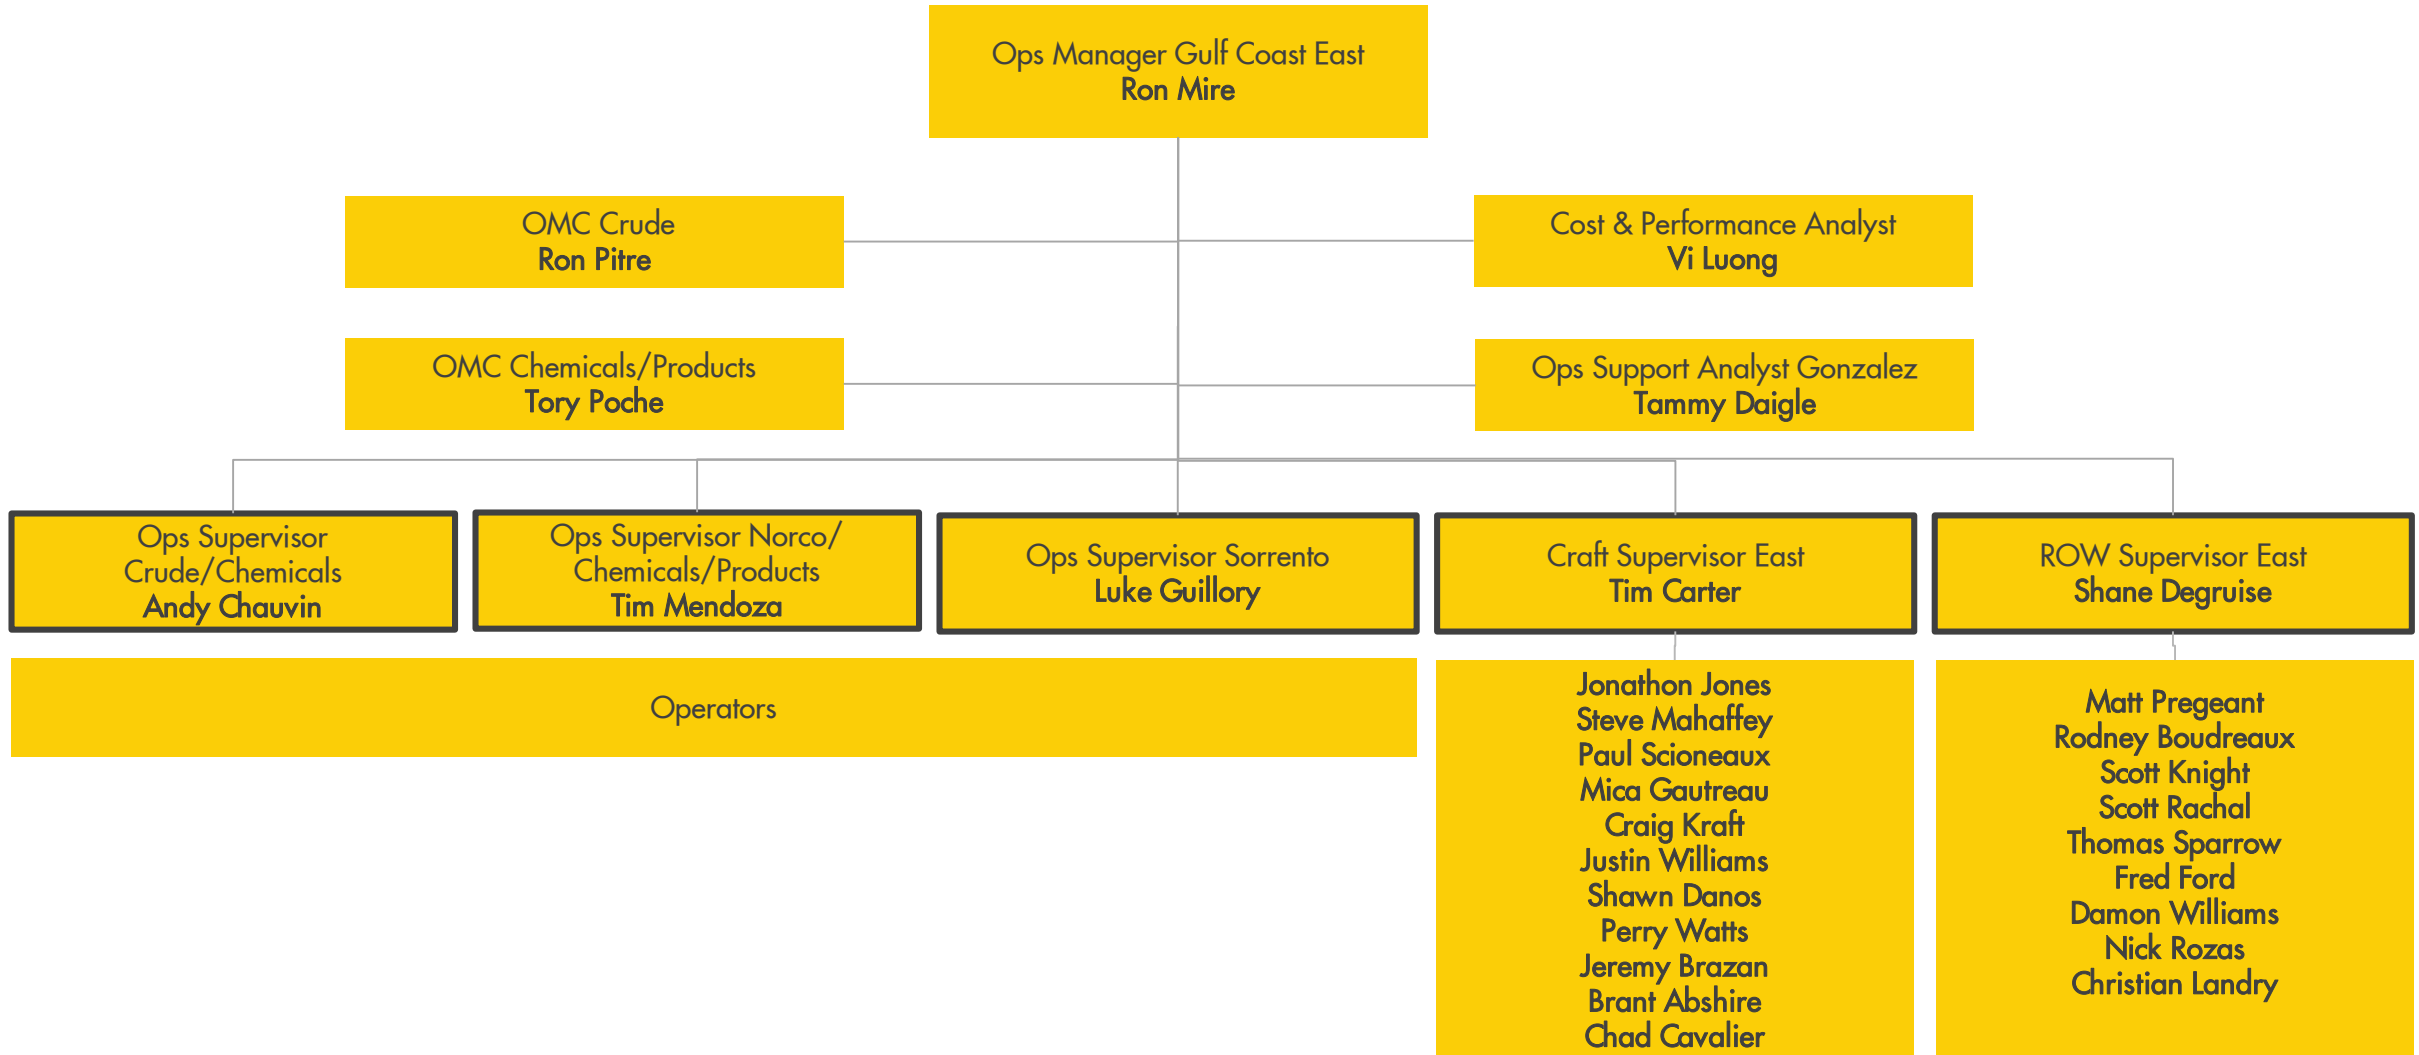 Ops Manager Gulf Coast East
Ron Mire
OMC Crude
Ron Pitre
Cost & Performance Analyst
Vi Luong
OMC Chemicals/Products
Tory Poche
Ops Support Analyst Gonzalez
Tammy Daigle
Ops Supervisor
Crude/Chemicals
Andy Chauvin
Ops Supervisor Norco/
Chemicals/Products
Tim Mendoza
Ops Supervisor Sorrento
Luke Guillory
Craft Supervisor East
Tim Carter
ROW Supervisor East
Shane Degruise
Operators
Jonathon Jones
Steve Mahaffey
Paul Scioneaux
Mica Gautreau
Craig Kraft
Justin Williams
Shawn Danos
Perry Watts
Jeremy Brazan
Brant Abshire
Chad Cavalier
Matt Pregeant
Rodney Boudreaux
Scott Knight
Scott Rachal
Thomas Sparrow
Fred Ford
Damon Williams
Nick Rozas
Christian Landry